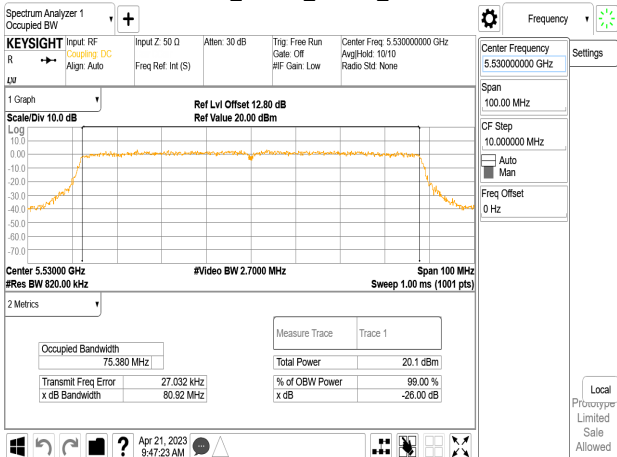 Spectrum Analyzer 1
Occupied BW
Frequency
KEYSIGHT
R
Input: RF
Coupling: DC
Align: Auto
Input Z: 50 Ω
Freq Ref: Int (S)
Atten: 30 dB
Trig: Free Run
Gate: Off
#IF Gain: Low
Center Freq: 5.530000000 GHz
Avg|Hold: 10/10
Radio Std: None
Center Frequency
5.530000000 GHz
Settings
Span
100.00 MHz
CF Step
10.000000 MHz
Auto
Man
Freq Offset
0 Hz
1 Graph
Scale/Div 10.0 dB
Ref Lvl Offset 12.80 dB
Ref Value 20.00 dBm
Log
10.0
0.00
-10.0
-20.0
-30.0
-40.0
-50.0
-60.0
-70.0
Center 5.53000 GHz
#Res BW 820.00 kHz
#Video BW 2.7000 MHz
Span 100 MHz
Sweep 1.00 ms (1001 pts)
2 Metrics
Measure Trace Trace 1
Occupied Bandwidth
75.380 MHz
Total Power 20.1 dBm
Transmit Freq Error 27.032 kHz
x dB Bandwidth 80.92 MHz
% of OBW Power 99.00 %
x dB -26.00 dB
Local
Prototype
Limited
Sale
Allowed
?
Apr 21, 2023
9:47:23 AM